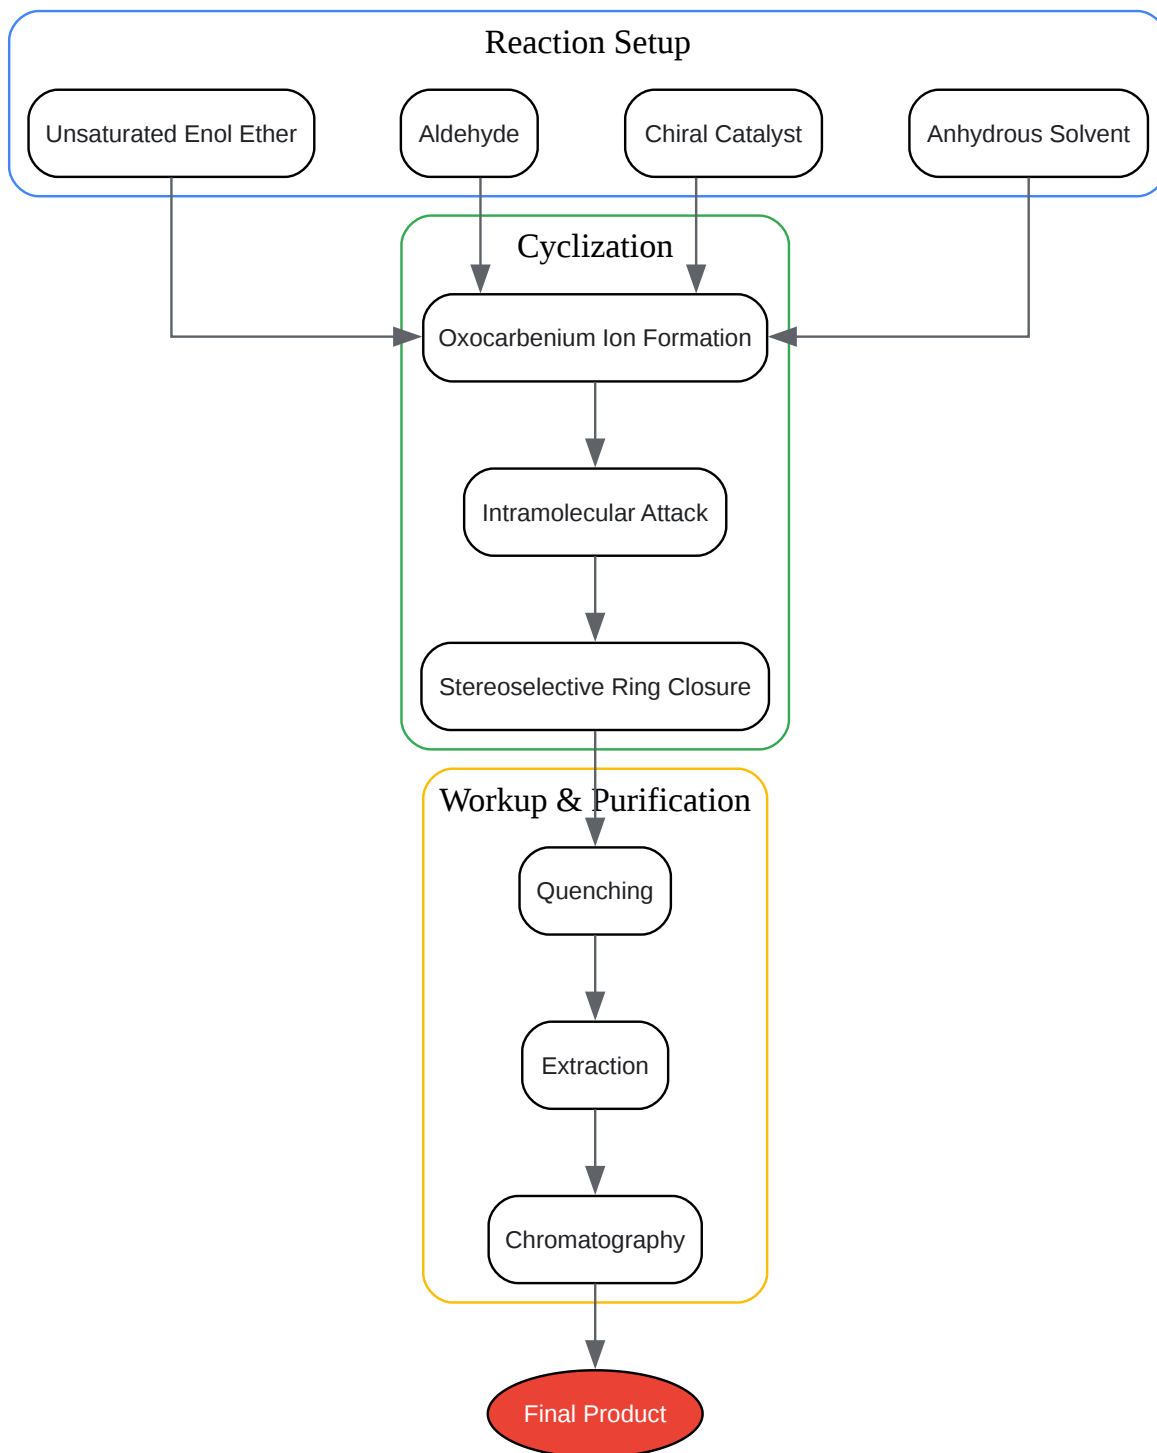 Reaction Setup
Unsaturated Enol Ether
Aldehyde
Chiral Catalyst
Anhydrous Solvent
Cyclization
Oxocarbenium Ion Formation
Intramolecular Attack
Stereoselective Ring Closure
Workup & Purification
Quenching
Extraction
Chromatography
Final Product